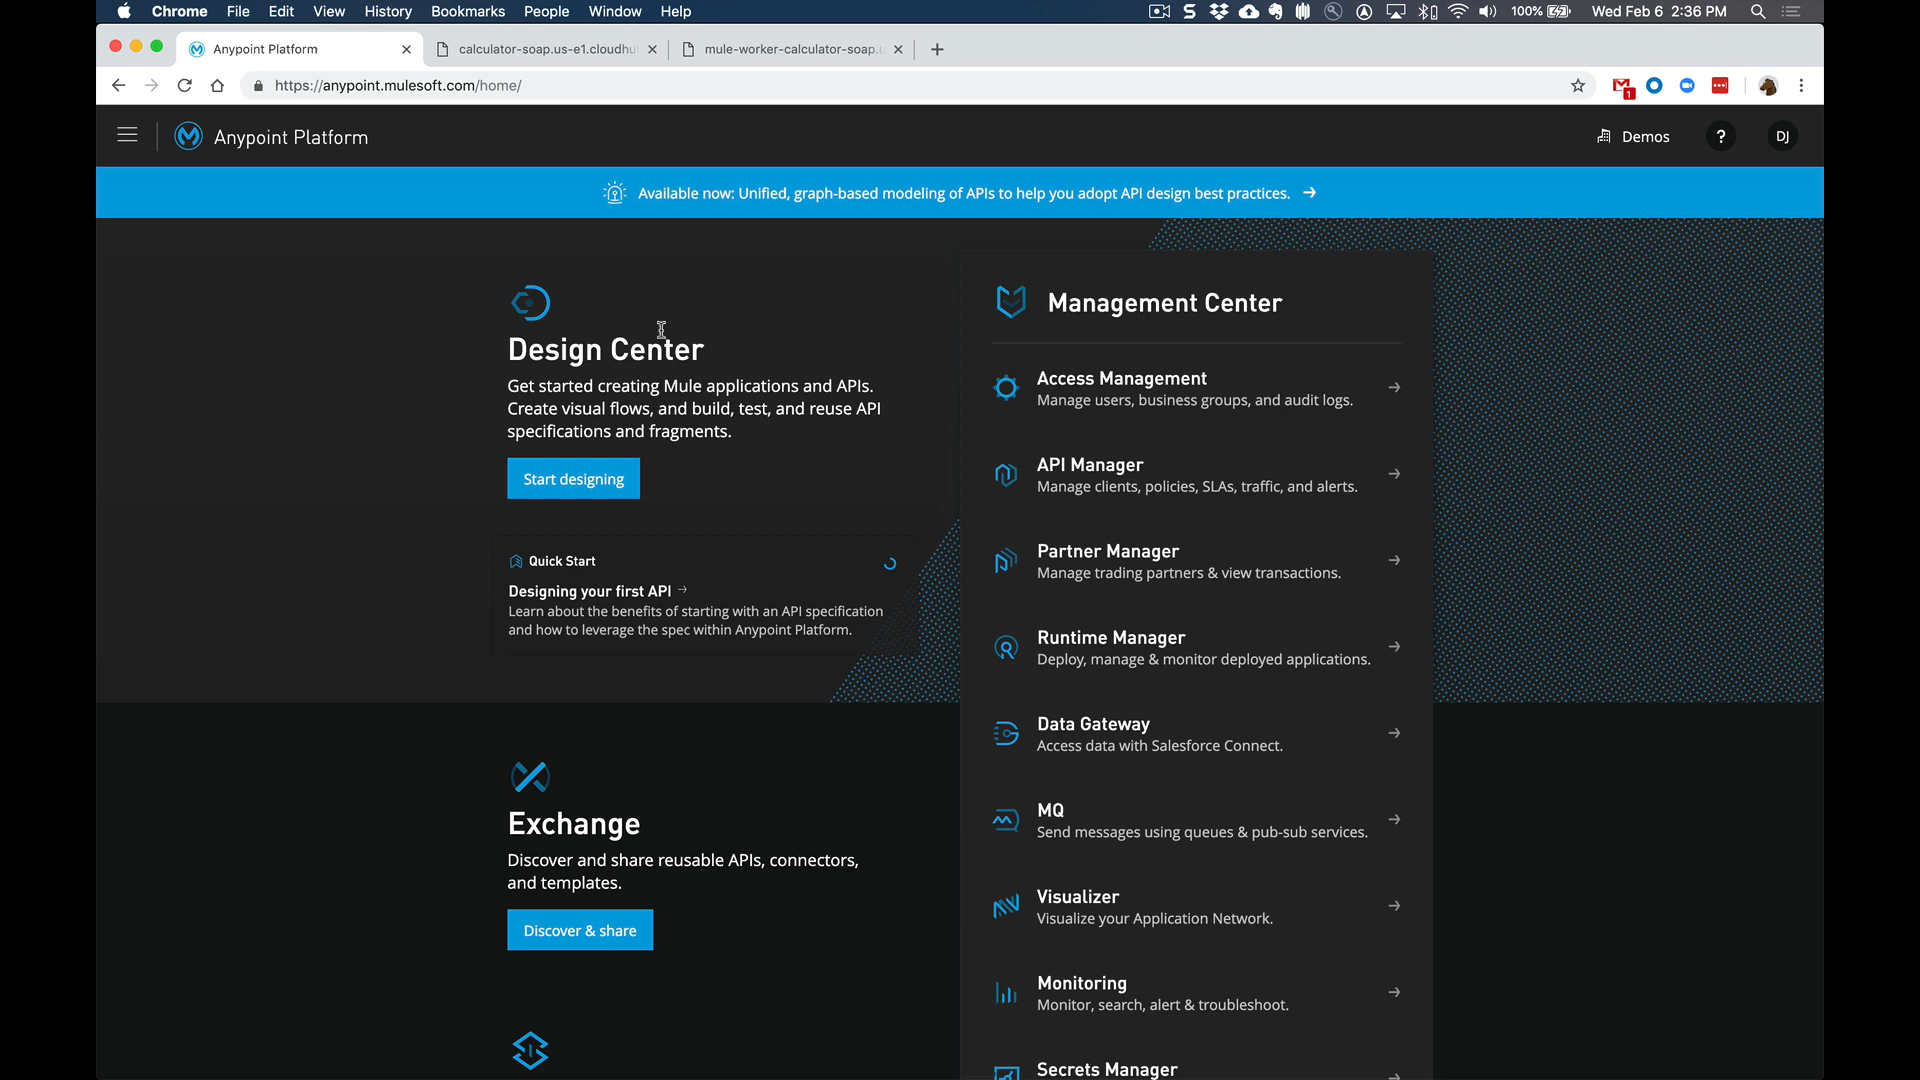 Chrome File Edit View History Bookmarks People Window Help
100% Wed Feb 6 2:36 PM
Anypoint Platform
calculator-soap.us-e1.cloudhu
mule-worker-calculator-soap.u
https://anypoint.mulesoft.com/home/
1
Anypoint Platform
Demos
?
DJ
Available now: Unified, graph-based modeling of APIs to help you adopt API design best practices.
Design Center
Get started creating Mule applications and APIs.
Create visual flows, and build, test, and reuse API
specifications and fragments.
Start designing
Quick Start
Designing your first API
Learn about the benefits of starting with an API specification
and how to leverage the spec within Anypoint Platform.
Exchange
Discover and share reusable APIs, connectors,
and templates.
Discover & share
Management Center
Access Management
Manage users, business groups, and audit logs.
API Manager
Manage clients, policies, SLAs, traffic, and alerts.
Partner Manager
Manage trading partners & view transactions.
Runtime Manager
Deploy, manage & monitor deployed applications.
Data Gateway
Access data with Salesforce Connect.
MQ
Send messages using queues & pub-sub services.
Visualizer
Visualize your Application Network.
Monitoring
Monitor, search, alert & troubleshoot.
Secrets Manager